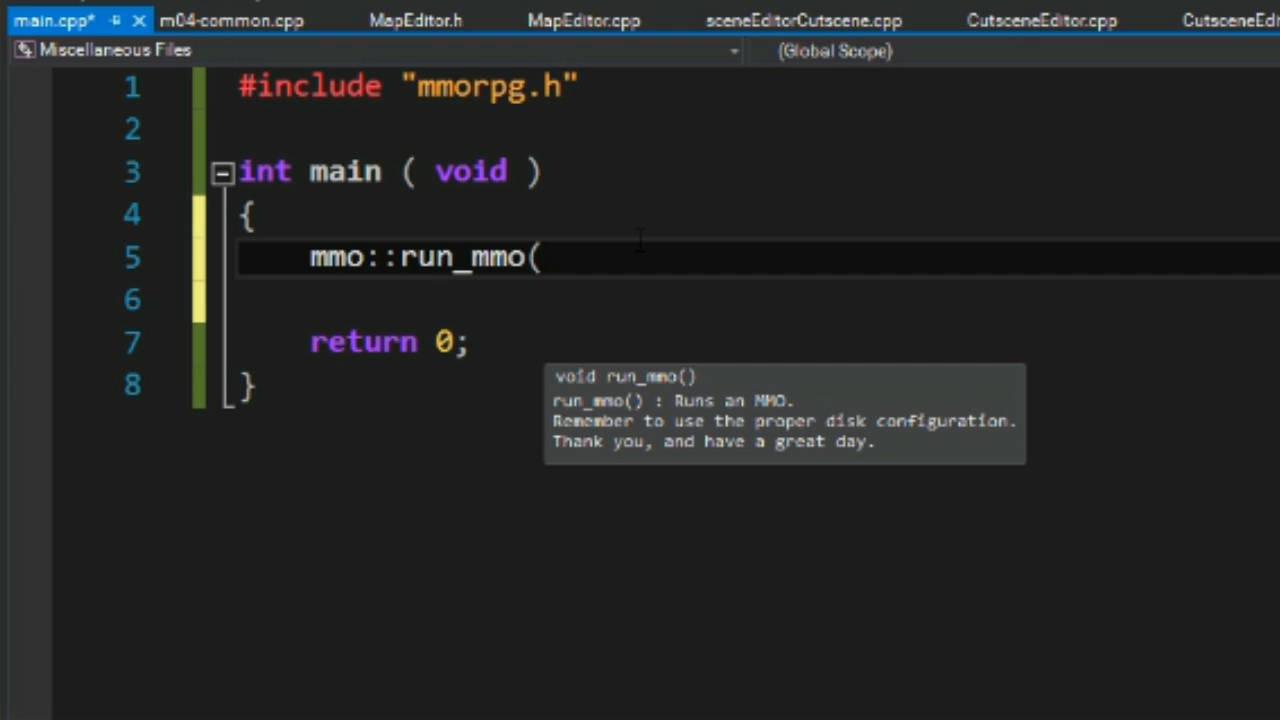 main.cpp* m04-common.cpp MapEditor.h MapEditor.cpp sceneEditorCutscene.cpp CutsceneEditor.cpp CutsceneEdi
Miscellaneous Files (Global Scope)
1 #include "mmorpg.h"
2
3 int main ( void )
4 {
5 mmo::run_mmo(
6
7 return 0;
8 }
void run_mmo()
run_mmo() : Runs an MMO.
Remember to use the proper disk configuration.
Thank you, and have a great day.